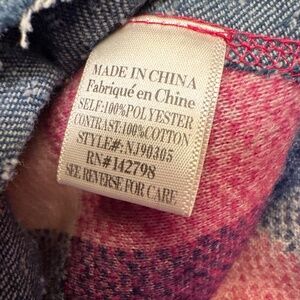 MADE IN CHINA
Fabriqué en Chine
SELF:100%POLYESTER
CONTRAST:100%COTTON
STYLE#: NJ90305
RN#142798
SEE REVERSE FOR CARE